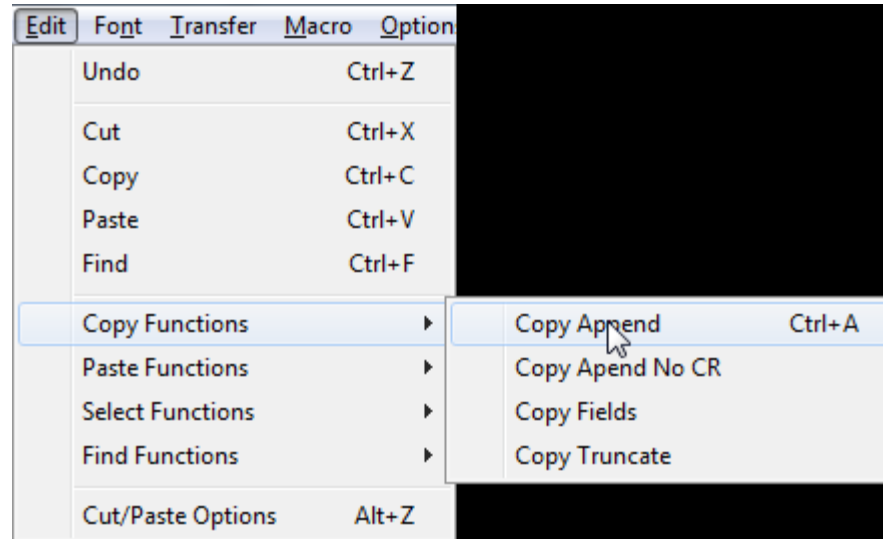 Edit Font Transfer Macro Option
Undo Ctrl+Z
Cut Ctrl+X
Copy Ctrl+C
Paste Ctrl+V
Find Ctrl+F
Copy Functions
Copy Append Ctrl+A
Paste Functions
Copy Apend No CR
Select Functions
Copy Fields
Find Functions
Copy Truncate
Cut/Paste Options Alt+Z